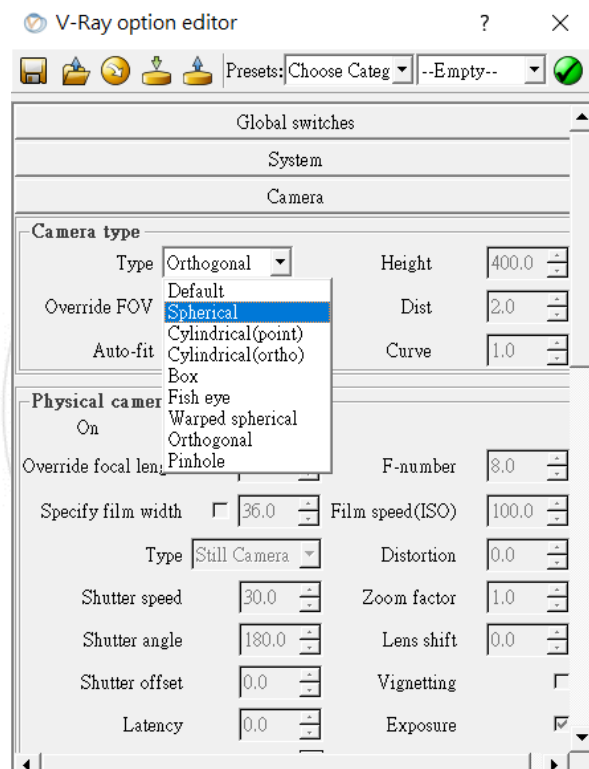 V-Ray option editor ? ×
Presets: Choose Categ --Empty--
Global switches
System
Camera
Camera type
Type Orthogonal Height 400.0
Default
Spherical
Cylindrical(point)
Cylindrical(ortho)
Box
Fish eye
Warped spherical
Orthogonal
Pinhole
Override FOV Dist 2.0
Auto-fit Curve 1.0
On
Override focal F-number 8.0
Specify film width 36.0 Film speed(ISO) 100.0
Type Still Camera Distortion 0.0
Shutter speed 30.0 Zoom factor 1.0
Shutter angle 180.0 Lens shift 0.0
Shutter offset 0.0 Vignetting
Latency 0.0 Exposure